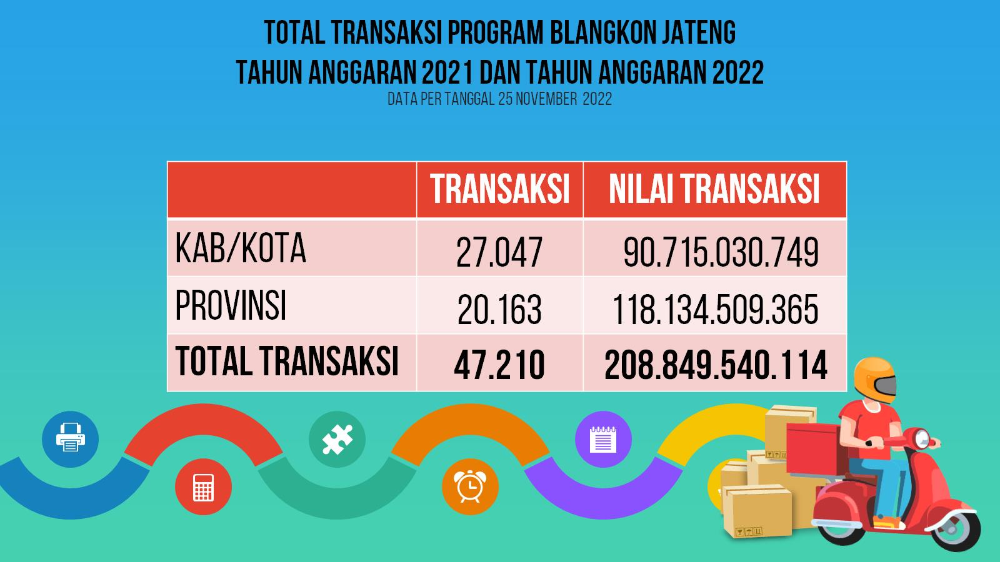 TOTAL TRANSAKSI PROGRAM BLANGKON JATENG
TAHUN ANGGARAN 2021 DAN TAHUN ANGGARAN 2022
DATA PER TANGGAL 25 NOVEMBER 2022
TRANSAKSI NILAI TRANSAKSI
KAB/KOTA 27.047 90.715.030.749
PROVINSI 20.163 118.134.509.365
TOTAL TRANSAKSI 47.210 208.849.540.114